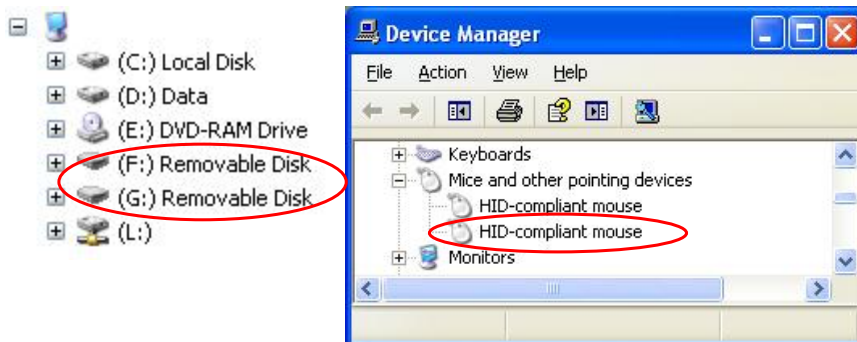 (C:) Local Disk
(D:) Data
(E:) DVD-RAM Drive
(F:) Removable Disk
(G:) Removable Disk
(L:)
Device Manager
File Action View Help
Keyboards
Mice and other pointing devices
HID-compliant mouse
HID-compliant mouse
Monitors